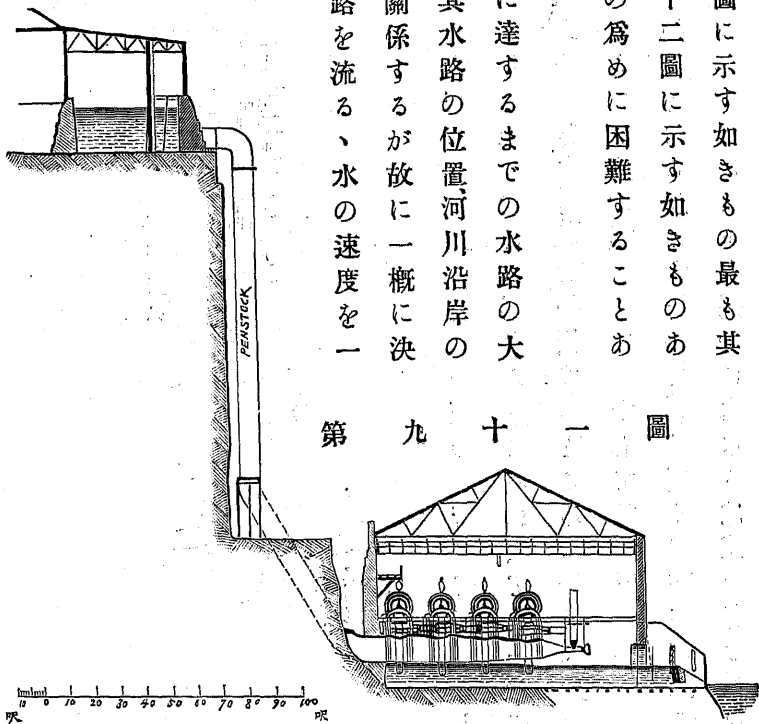 圖に示す如きもの最も其
十二圖に示す如きものあ
の爲めに困難することあ
に達するまでの水路の大
其水路の位置、河川沿岸の
關係するが故に一概に決
路を流るゝ水の速度を一
第九十一圖
PENSTOCK
10 0 10 20 30 40 50 60 70 80 90 100
呎 呎